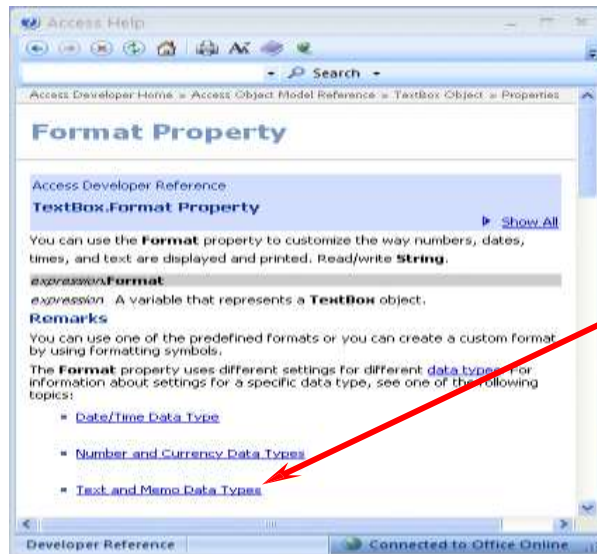 Access Help
Search
Access Developer Home > Access Object Model Reference > TextBox Object > Properties
Format Property
Access Developer Reference
TextBox.Format Property
Show All
You can use the Format property to customize the way numbers, dates,
times, and text are displayed and printed. Read/write String.
expression.Format
expression A variable that represents a TextBox object.
Remarks
You can use one of the predefined formats or you can create a custom format
by using formatting symbols.
The Format property uses different settings for different data types. For
information about settings for a specific data type, see one of the following
topics:
Date/Time Data Type
Number and Currency Data Types
Text and Memo Data Types
Developer Reference
Connected to Office Online